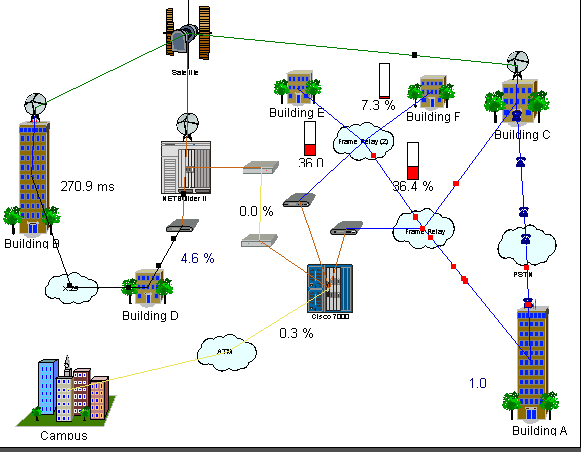 Satellite
Building E
7.3 %
Building F
Building C
Frame Relay (2)
36.0
36.4 %
NETBuilder II
270.9 ms
0.0 %
Building B
4.6 %
Frame Relay
PSTN
X.25
Building D
Cisco 7000
0.3 %
ATM
1.0
Campus
Building A